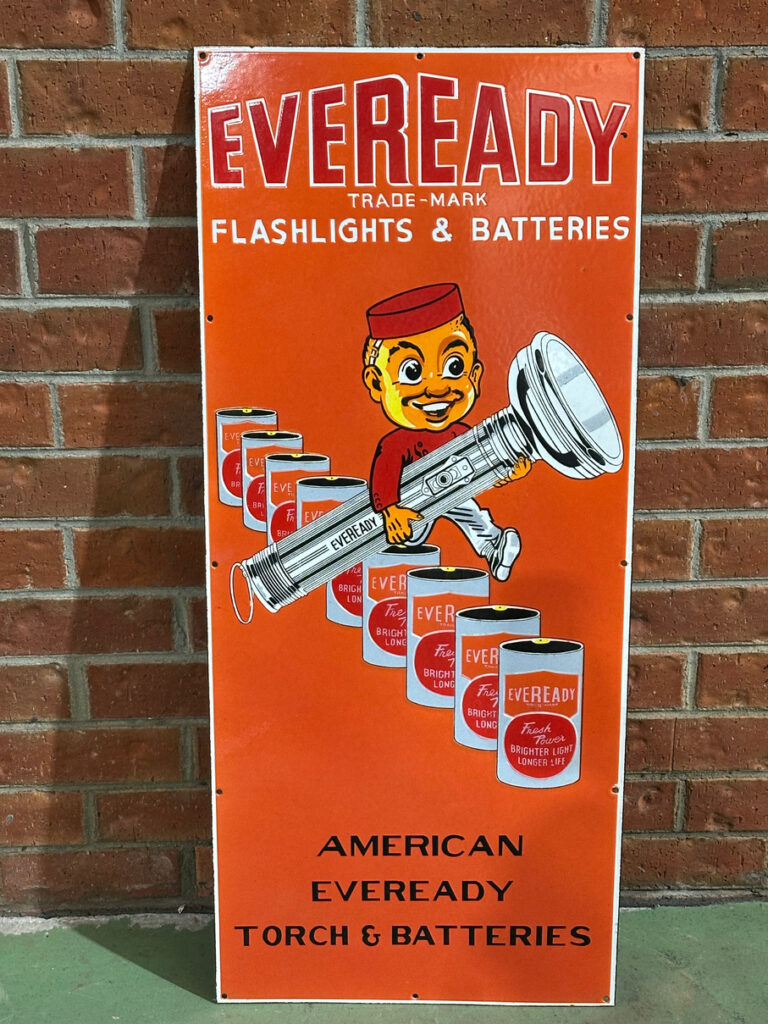 EVEREADY
TRADE-MARK
FLASHLIGHTS & BATTERIES
EVEREADY
EVEREADY
Fresh
Power
BRIGHTER LIGHT
LONGER LIFE
AMERICAN
EVEREADY
TORCH & BATTERIES